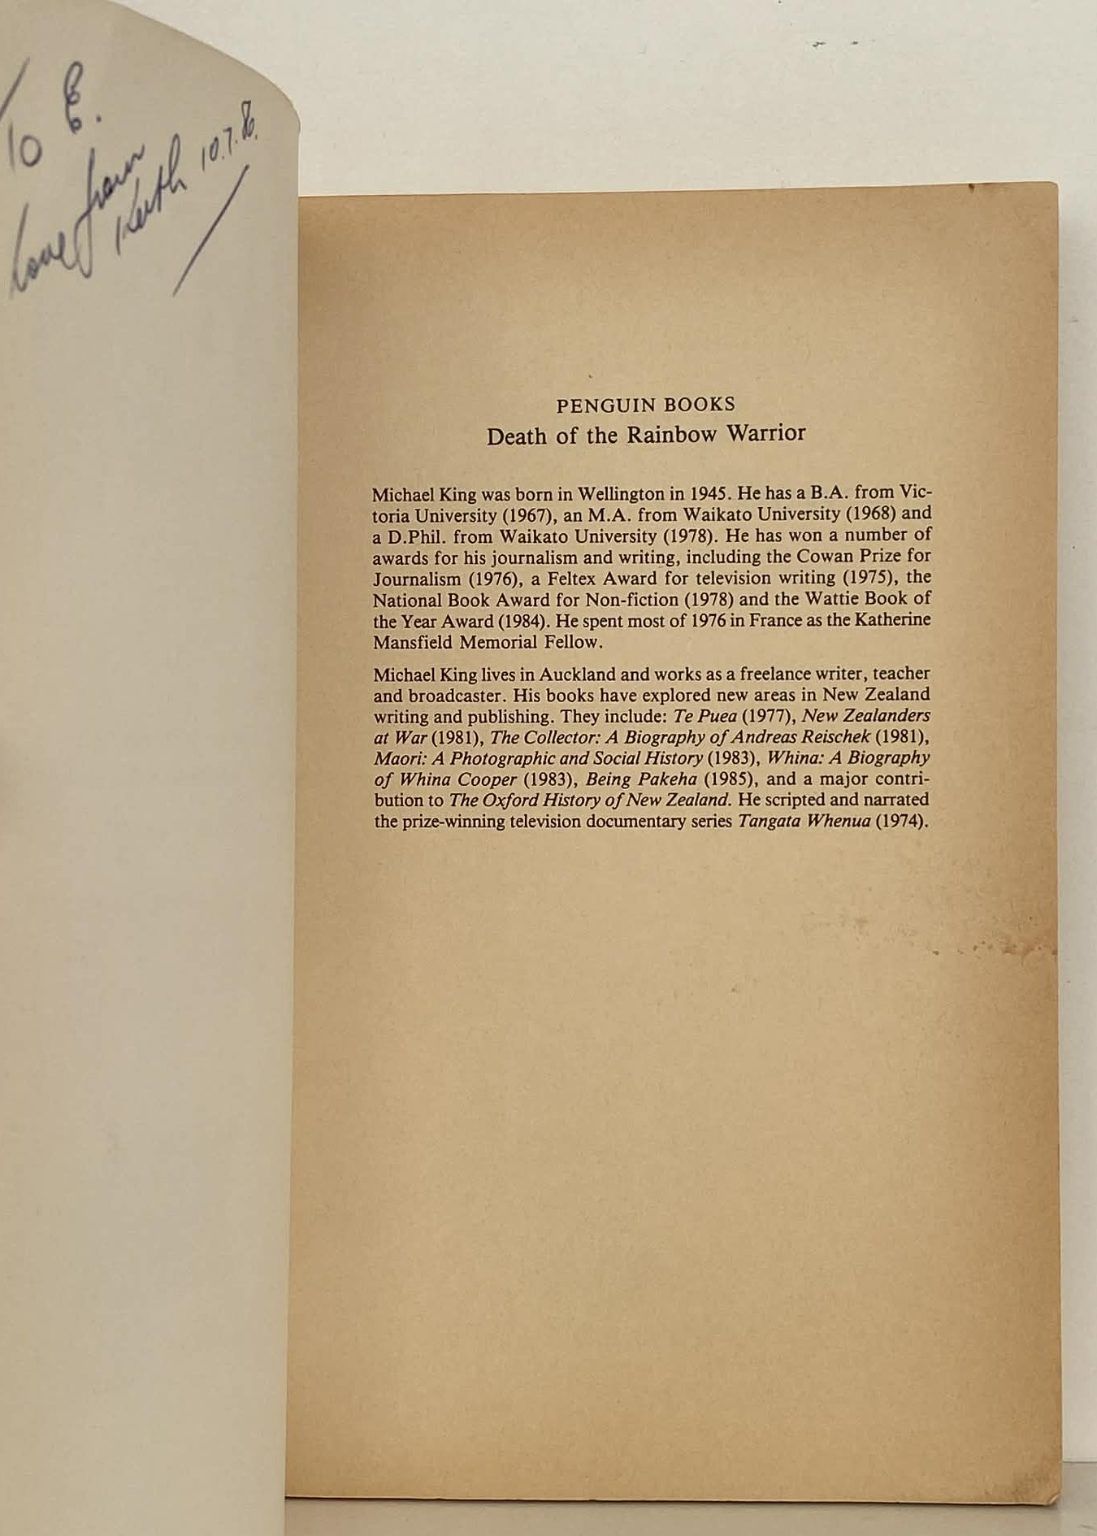 To E.
love from
Keith 10.7.86.
PENGUIN BOOKS
Death of the Rainbow Warrior
Michael King was born in Wellington in 1945. He has a B.A. from Vic-
toria University (1967), an M.A. from Waikato University (1968) and
a D.Phil. from Waikato University (1978). He has won a number of
awards for his journalism and writing, including the Cowan Prize for
Journalism (1976), a Feltex Award for television writing (1975), the
National Book Award for Non-fiction (1978) and the Wattie Book of
the Year Award (1984). He spent most of 1976 in France as the Katherine
Mansfield Memorial Fellow.
Michael King lives in Auckland and works as a freelance writer, teacher
and broadcaster. His books have explored new areas in New Zealand
writing and publishing. They include: Te Puea (1977), New Zealanders
at War (1981), The Collector: A Biography of Andreas Reischek (1981),
Maori: A Photographic and Social History (1983), Whina: A Biography
of Whina Cooper (1983), Being Pakeha (1985), and a major contri-
bution to The Oxford History of New Zealand. He scripted and narrated
the prize-winning television documentary series Tangata Whenua (1974).